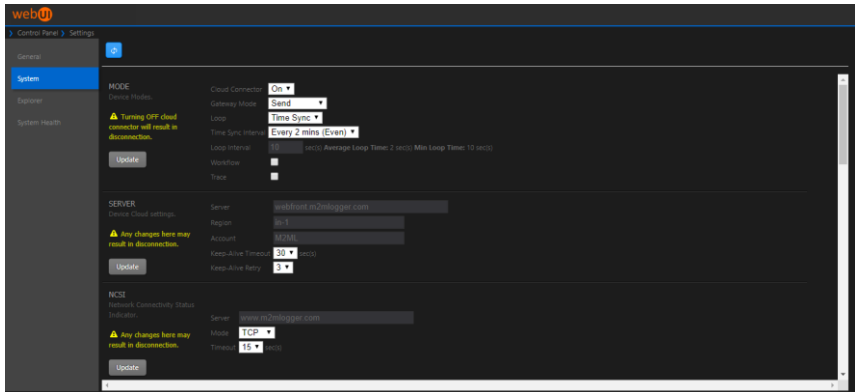 webUI
❯ Control Panel ❯ Settings
General
System
Explorer
System Health
MODE
Device Modes.
Turning OFF cloud
connector will result in
disconnection.
Update
Cloud Connector On
Gateway Mode Send
Loop Time Sync
Time Sync Interval Every 2 mins (Even)
Loop Interval 10 sec(s) Average Loop Time: 2 sec(s) Min Loop Time: 10 sec(s)
Workflow
Trace
SERVER
Device Cloud settings.
Any changes here may
result in disconnection.
Update
Server webfront.m2mlogger.com
Region in-1
Account M2ML
Keep-Alive Timeout 30 sec(s)
Keep-Alive Retry 3
NCSI
Network Connectivity Status
Indicator.
Any changes here may
result in disconnection.
Update
Server www.m2mlogger.com
Mode TCP
Timeout 15 sec(s)